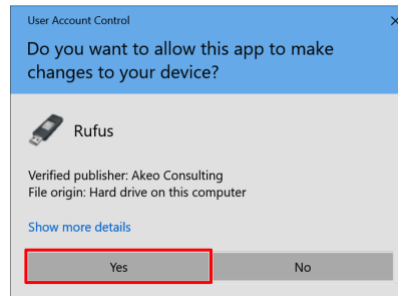 User Account Control
Do you want to allow this app to make
changes to your device?
Rufus
Verified publisher: Akeo Consulting
File origin: Hard drive on this computer
Show more details
Yes
No